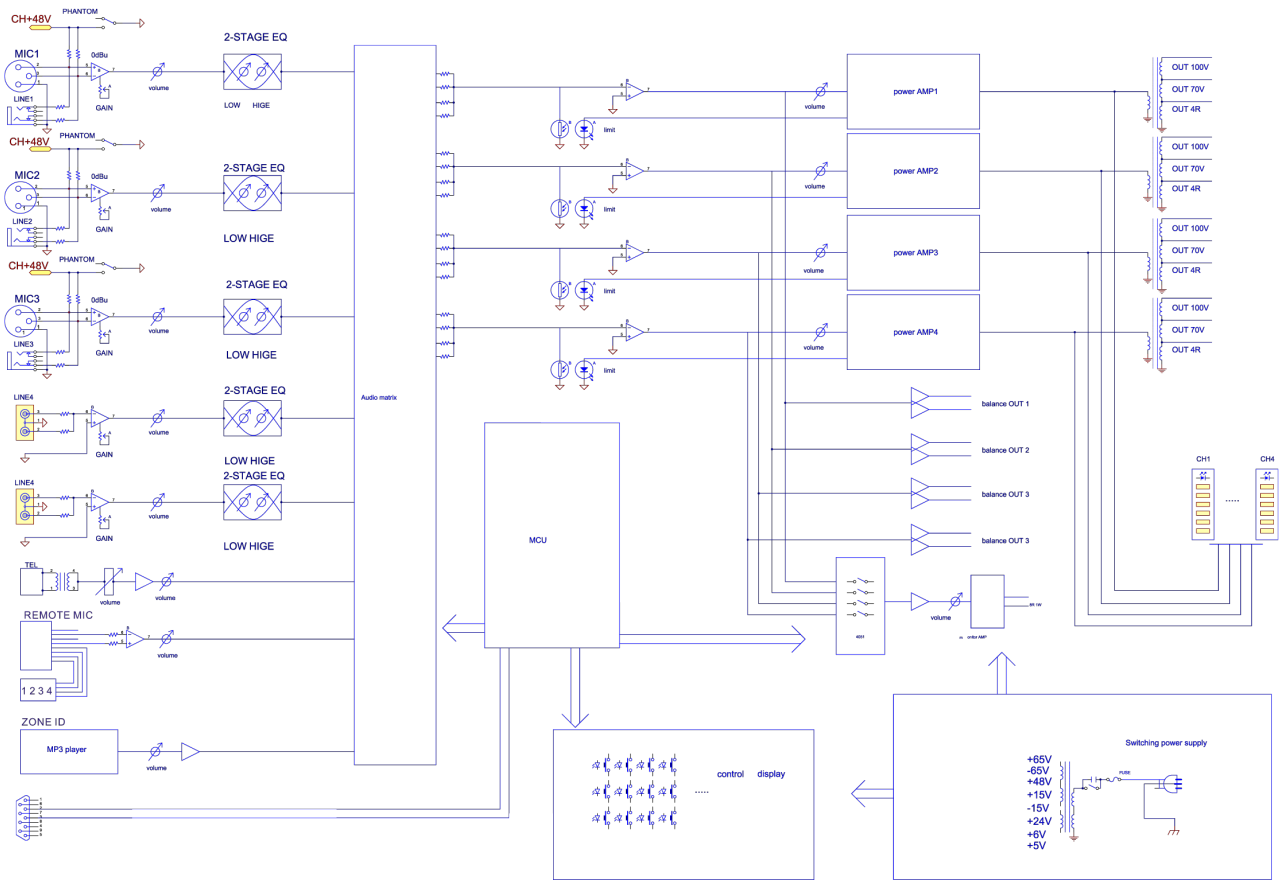 PHANTOM
CH+48V
MIC1
0dBu
GAIN
LINE1
volume
2-STAGE EQ
LOW HIGE
PHANTOM
CH+48V
MIC2
0dBu
GAIN
LINE2
volume
2-STAGE EQ
LOW HIGE
PHANTOM
CH+48V
MIC3
0dBu
GAIN
LINE3
volume
2-STAGE EQ
LOW HIGE
LINE4
GAIN
volume
2-STAGE EQ
LOW HIGE
LINE4
GAIN
volume
2-STAGE EQ
LOW HIGE
TEL
volume
volume
REMOTE MIC
volume
1 2 3 4
ZONE ID
MP3 player
volume
Audio matrix
limit
volume
power AMP1
OUT 100V
OUT 70V
OUT 4R
limit
volume
power AMP2
OUT 100V
OUT 70V
OUT 4R
limit
volume
power AMP3
OUT 100V
OUT 70V
OUT 4R
limit
volume
power AMP4
OUT 100V
OUT 70V
OUT 4R
balance OUT 1
balance OUT 2
balance OUT 3
balance OUT 3
CH1
CH4
.....
MCU
4051
volume
onitor AMP
8R 1W
control display
.....
Switching power supply
FUSE
+65V
-65V
+48V
+15V
-15V
+24V
+6V
+5V